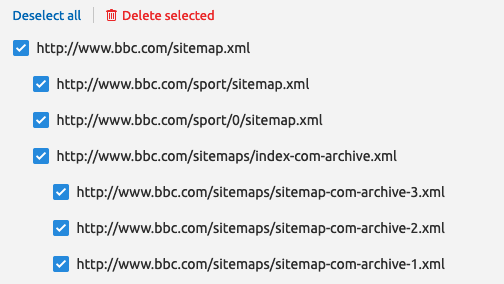 Deselect all Delete selected
http://www.bbc.com/sitemap.xml
http://www.bbc.com/sport/sitemap.xml
http://www.bbc.com/sport/0/sitemap.xml
http://www.bbc.com/sitemaps/index-com-archive.xml
http://www.bbc.com/sitemaps/sitemap-com-archive-3.xml
http://www.bbc.com/sitemaps/sitemap-com-archive-2.xml
http://www.bbc.com/sitemaps/sitemap-com-archive-1.xml